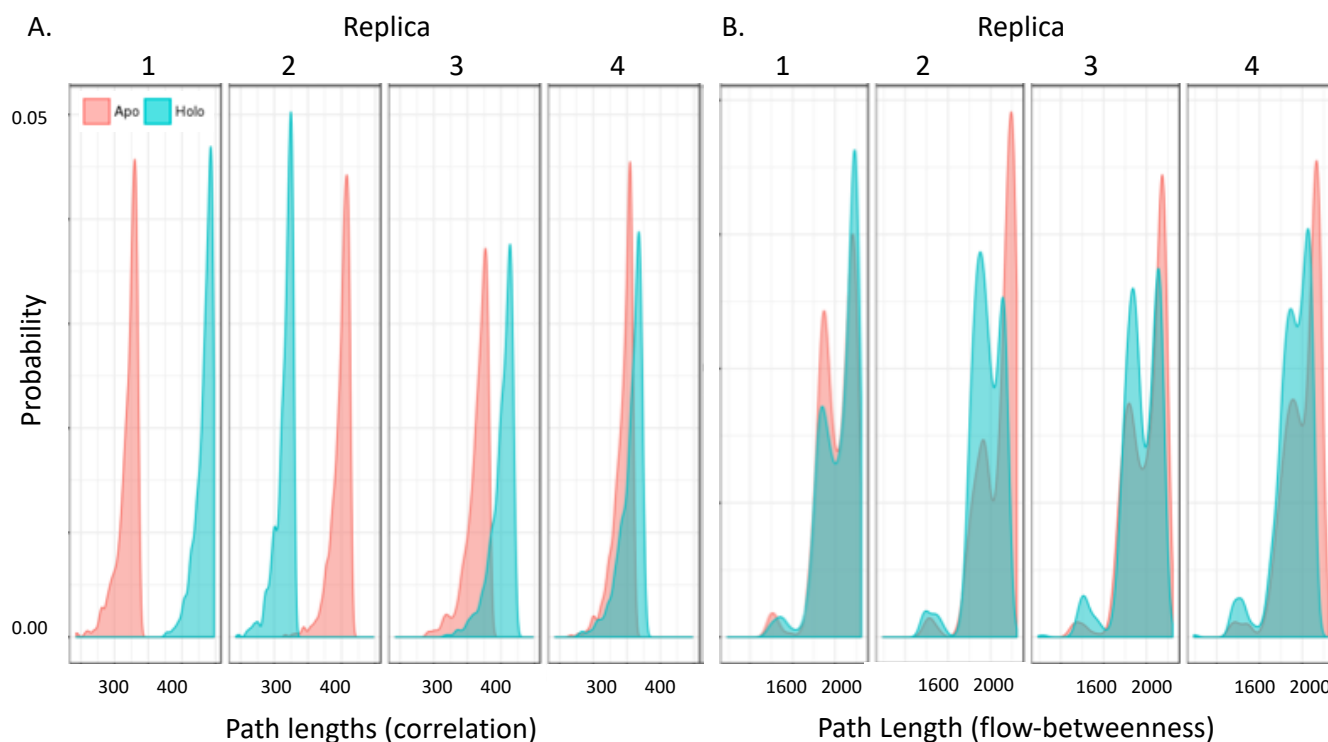 A. Replica B. Replica
1 2 3 4 1 2 3 4
Apo Holo
0.05
Probability
0.00
300 400 300 400 300 400 300 400 1600 2000 1600 2000 1600 2000 1600 2000
Path lengths (correlation) Path Length (flow-betweenness)